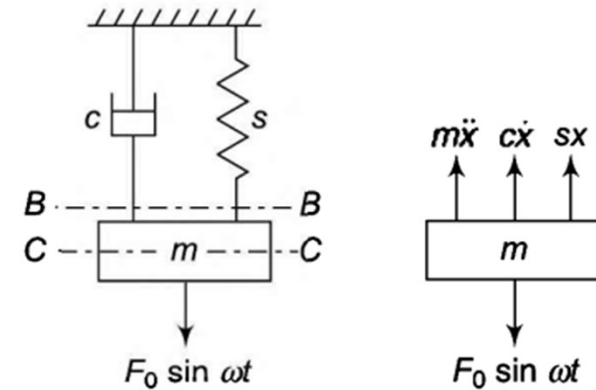 c s
B B
C m C
F₀ sin ωt
mẍ cẋ sx
m
F₀ sin ωt